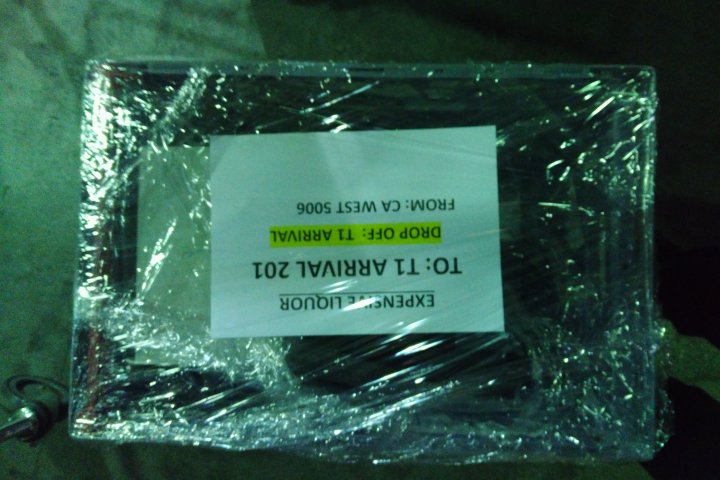 EXPENSIVE LIQUOR
TO: T1 ARRIVAL 201
DROP OFF: T1 ARRIVAL
FROM: CA WEST 5006